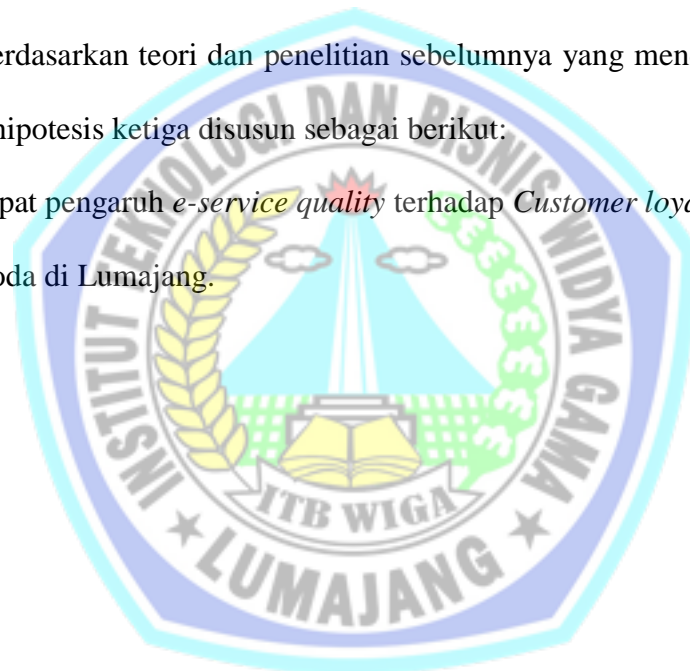 erdasarkan teori dan penelitian sebelumnya yang men
hipotesis ketiga disusun sebagai berikut:
pat pengaruh e-service quality terhadap Customer loya
oda di Lumajang.
INSTITUT TEKNOLOGI DAN BISNIS WIDYA GAMA
ITB WIGA
LUMAJANG